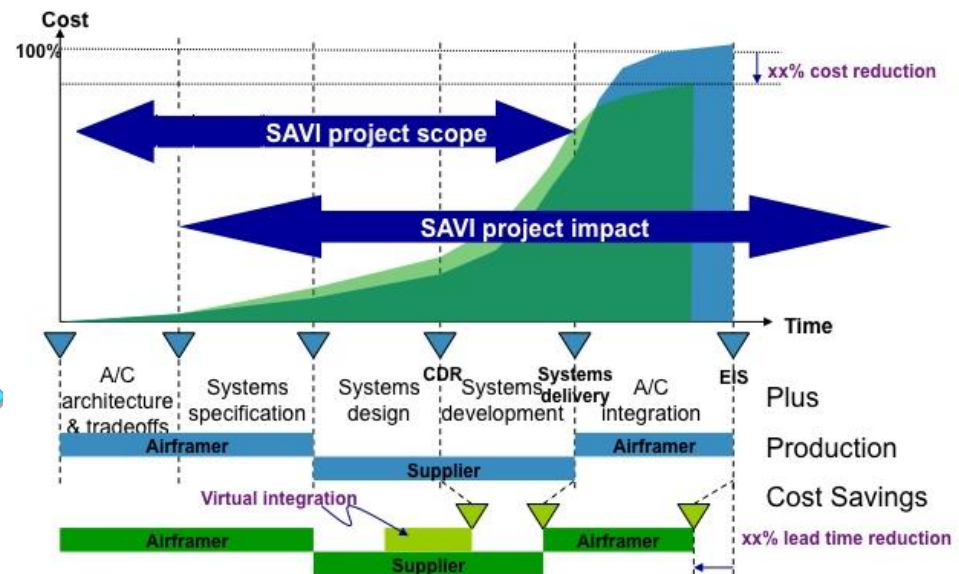 Cost
100%
xx% cost reduction
SAVI project scope
SAVI project impact
Time
A/C
architecture
& tradeoffs
Systems
specification
Systems
design
CDR
Systems
development
Systems
delivery
A/C
integration
EIS
Plus
Production
Cost Savings
Airframer
Supplier
Airframer
Virtual integration
Airframer
Supplier
Airframer
xx% lead time reduction